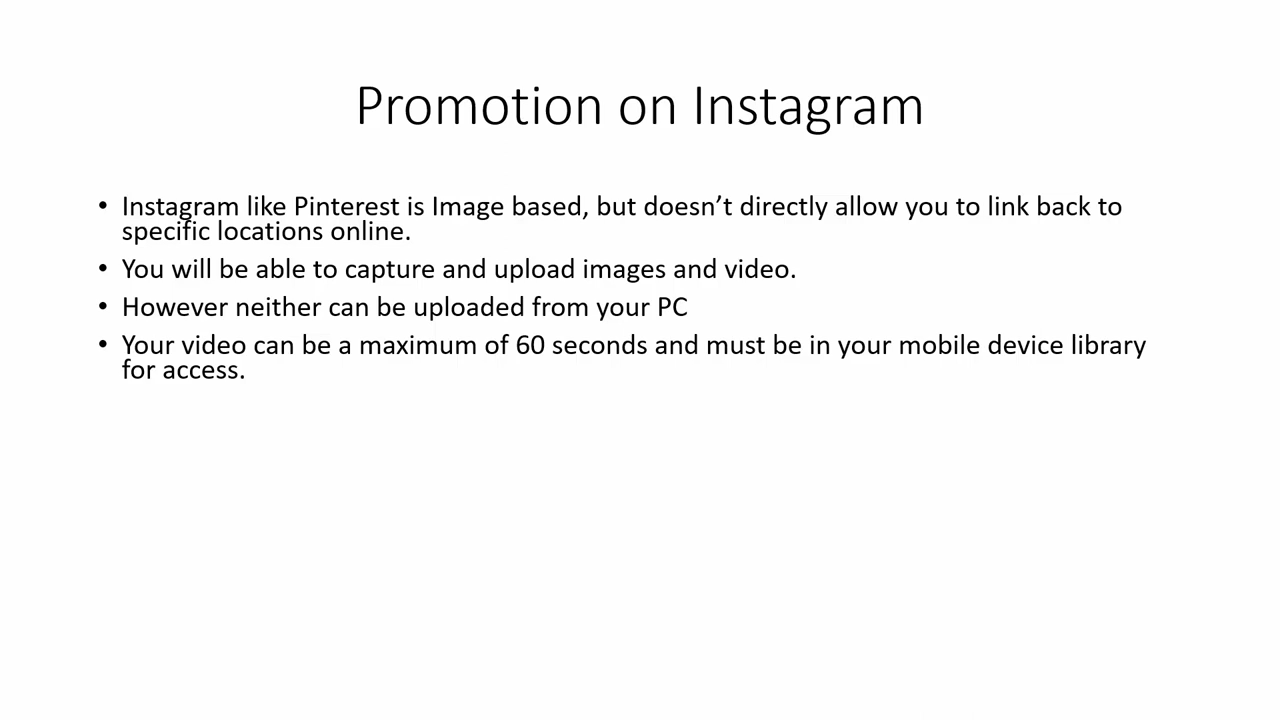 Promotion on Instagram
• Instagram like Pinterest is Image based, but doesn’t directly allow you to link back to
specific locations online.
• You will be able to capture and upload images and video.
• However neither can be uploaded from your PC
• Your video can be a maximum of 60 seconds and must be in your mobile device library
for access.